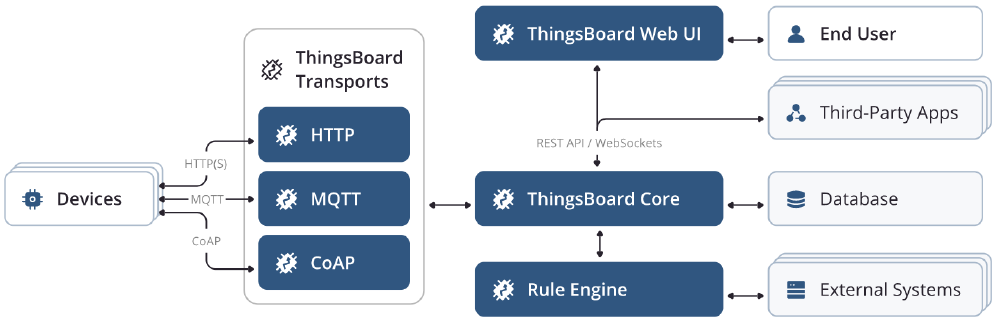 ThingsBoard Web UI
End User
ThingsBoard
Transports
Third-Party Apps
HTTP
HTTP(S)
REST API / WebSockets
Devices
MQTT
MQTT
ThingsBoard Core
Database
CoAP
CoAP
Rule Engine
External Systems